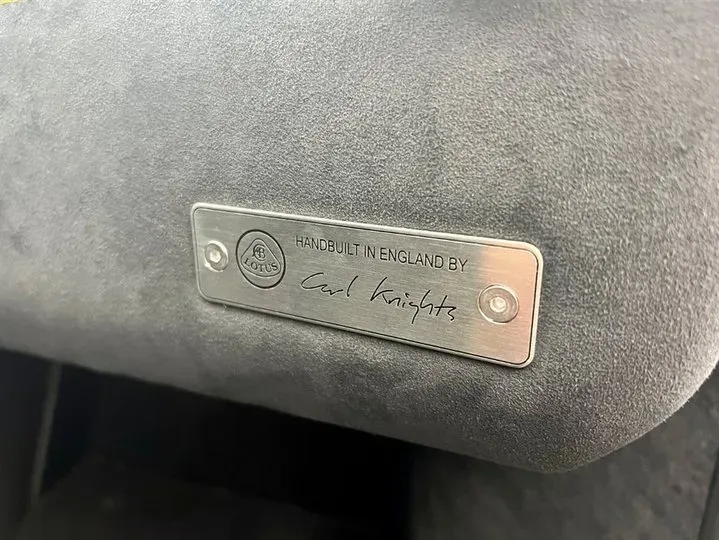 LOTUS
HANDBUILT IN ENGLAND BY
Carl Knights